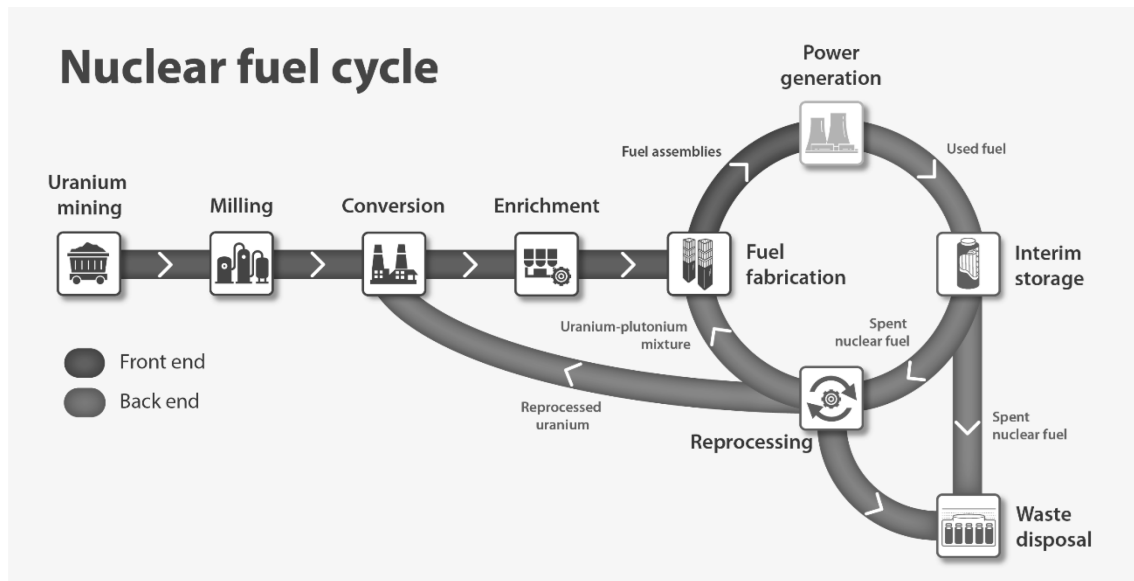 Nuclear fuel cycle
Power
generation
Fuel assemblies
Used fuel
Uranium
mining
Milling
Conversion
Enrichment
Fuel
fabrication
Interim
storage
Uranium-plutonium
mixture
Spent
nuclear fuel
Front end
Back end
Reprocessed
uranium
Reprocessing
Spent
nuclear fuel
Waste
disposal